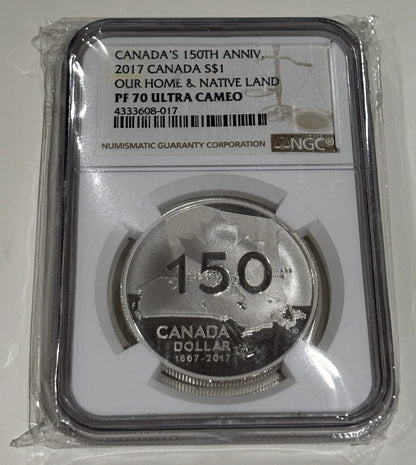 CANADA'S 150TH ANNIV.
2017 CANADA S$1
OUR HOME & NATIVE LAND
PF 70 ULTRA CAMEO
4333608-017
NUMISMATIC GUARANTY CORPORATION
NGC
150
CANADA
DOLLAR
1867-2017